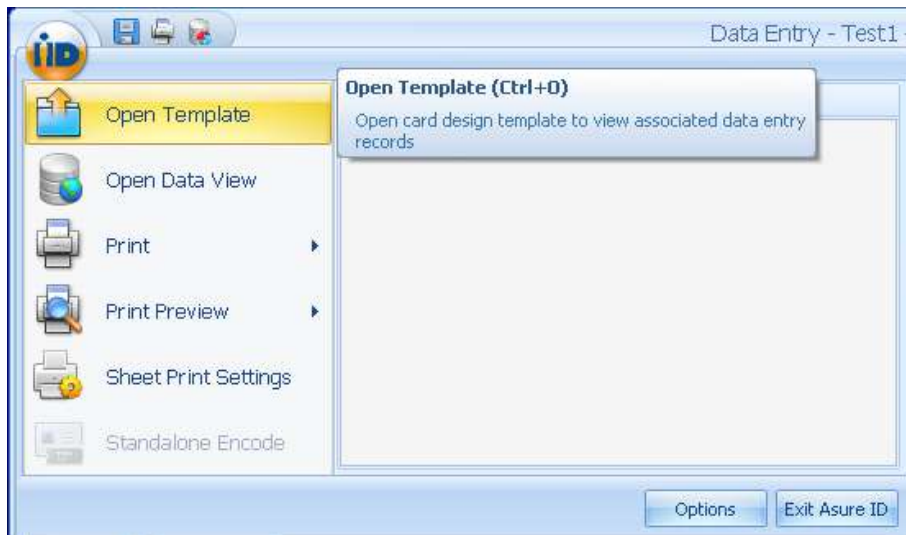 iID
Data Entry - Test1 -
Open Template
Open Template (Ctrl+O)
Open card design template to view associated data entry
records
Open Data View
Print
Print Preview
Sheet Print Settings
Standalone Encode
Options
Exit Asure ID